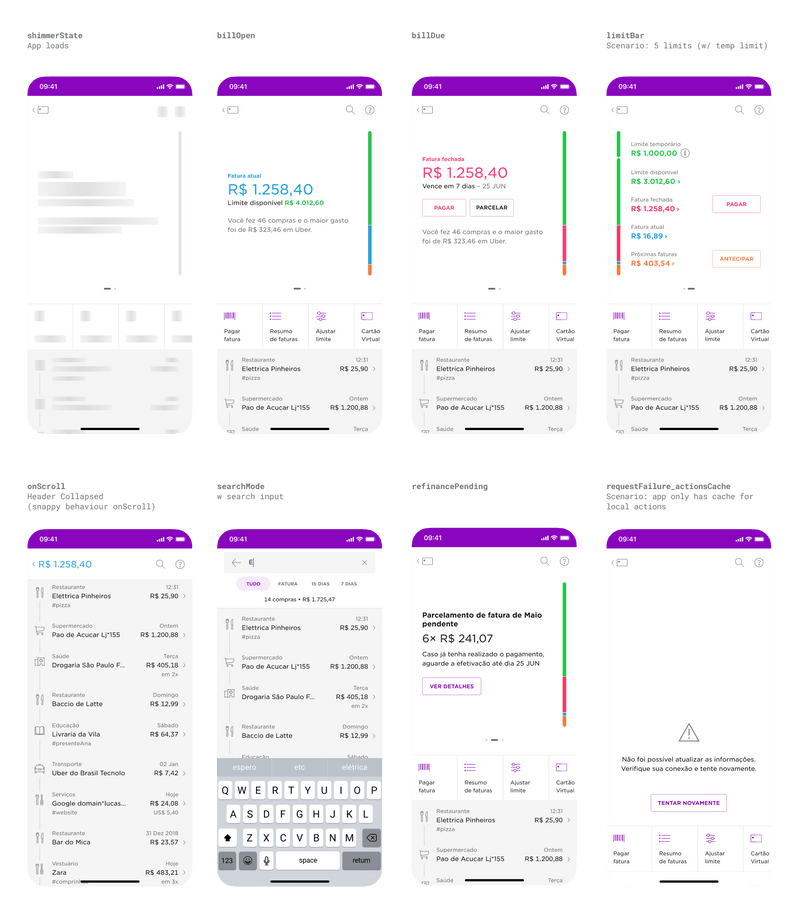 shimmerState
App loads
09:41
billOpen
09:41
Fatura atual
R$ 1.258,40
Limite disponível R$ 4.012,60
Você fez 46 compras e o maior gasto
foi de R$ 323,46 em Uber.
Pagar
fatura
Resumo
de faturas
Ajustar
limite
Cartão
Virtual
Restaurante 12:31
Elettrica Pinheiros R$ 25,90
#pizza
Supermercado Ontem
Pao de Acucar Lj*155 R$ 1.200,88
Saúde Terça
billDue
09:41
Fatura fechada
R$ 1.258,40
Vence em 7 dias – 25 JUN
PAGAR PARCELAR
Você fez 46 compras e o maior gasto
foi de R$ 323,46 em Uber.
Pagar
fatura
Resumo
de faturas
Ajustar
limite
Cartão
Virtual
Restaurante 12:31
Elettrica Pinheiros R$ 25,90
#pizza
Supermercado Ontem
Pao de Acucar Lj*155 R$ 1.200,88
Saúde Terça
limitBar
Scenario: 5 limits (w/ temp limit)
09:41
Limite temporário
R$ 1.000,00
Limite disponível
R$ 3.012,60 ›
Fatura fechada
R$ 1.258,40 ›
PAGAR
Fatura atual
R$ 16,89 ›
Próximas faturas
R$ 403,54 ›
ANTECIPAR
Pagar
fatura
Resumo
de faturas
Ajustar
limite
Cartão
Virtual
Restaurante 12:31
Elettrica Pinheiros R$ 25,90
#pizza
Supermercado Ontem
Pao de Acucar Lj*155 R$ 1.200,88
Saúde Terça
onScroll
Header Collapsed
(snappy behaviour onScroll)
09:41
R$ 1.258,40
Restaurante 12:31
Elettrica Pinheiros R$ 25,90
#pizza
Supermercado Ontem
Pao de Acucar Lj*155 R$ 1.200,88
Saúde Terça
Drogaria São Paulo F... R$ 405,18
em 2x
Restaurante Domingo
Baccio de Latte R$ 12,99
Educação Sábado
Livraria da Vila R$ 64,37
#presenteAna
Transporte 02 Jan
Uber do Brasil Tecnolo R$ 7,42
Serviços Hoje
Google domain*lucas... R$ 24,08
#website US$ 5,40
Restaurante 31 Dez 2018
Bar do Mica R$ 23,57
Vestuário Hoje
Zara R$ 483,21
em 3x
searchMode
w search input
09:41
E
TUDO FATURA 15 DIAS 7 DIAS
14 compras • R$ 1.725,47
Restaurante 12:31
Elettrica Pinheiros R$ 25,90
#pizza
Supermercado Ontem
Pao de Acucar Lj*155 R$ 1.200,88
Saúde Terça
Drogaria São Paulo F... R$ 405,18
em 2x
Restaurante Domingo
Baccio de Latte R$ 12,99
Educação Sábado
espero etc elétrica
Q W E R T Y U I O P
A S D F G H J K L
Z X C V B N M
123 space return
refinancePending
09:41
Parcelamento de fatura de Maio
pendente
6× R$ 241,07
Caso já tenha realizado o pagamento,
aguarde a efetivação até dia 25 JUN
VER DETALHES
Pagar
fatura
Resumo
de faturas
Ajustar
limite
Cartão
Virtual
Restaurante 12:31
Elettrica Pinheiros R$ 25,90
#pizza
Supermercado Ontem
Pao de Acucar Lj*155 R$ 1.200,88
Saúde Terça
requestFailure_actionsCache
Scenario: app only has cache for
local actions
09:41
Não foi possível atualizar as informações.
Verifique sua conexão e tente novamente.
TENTAR NOVAMENTE
Pagar
fatura
Resumo
de faturas
Ajustar
limite
Cartão
Virtual